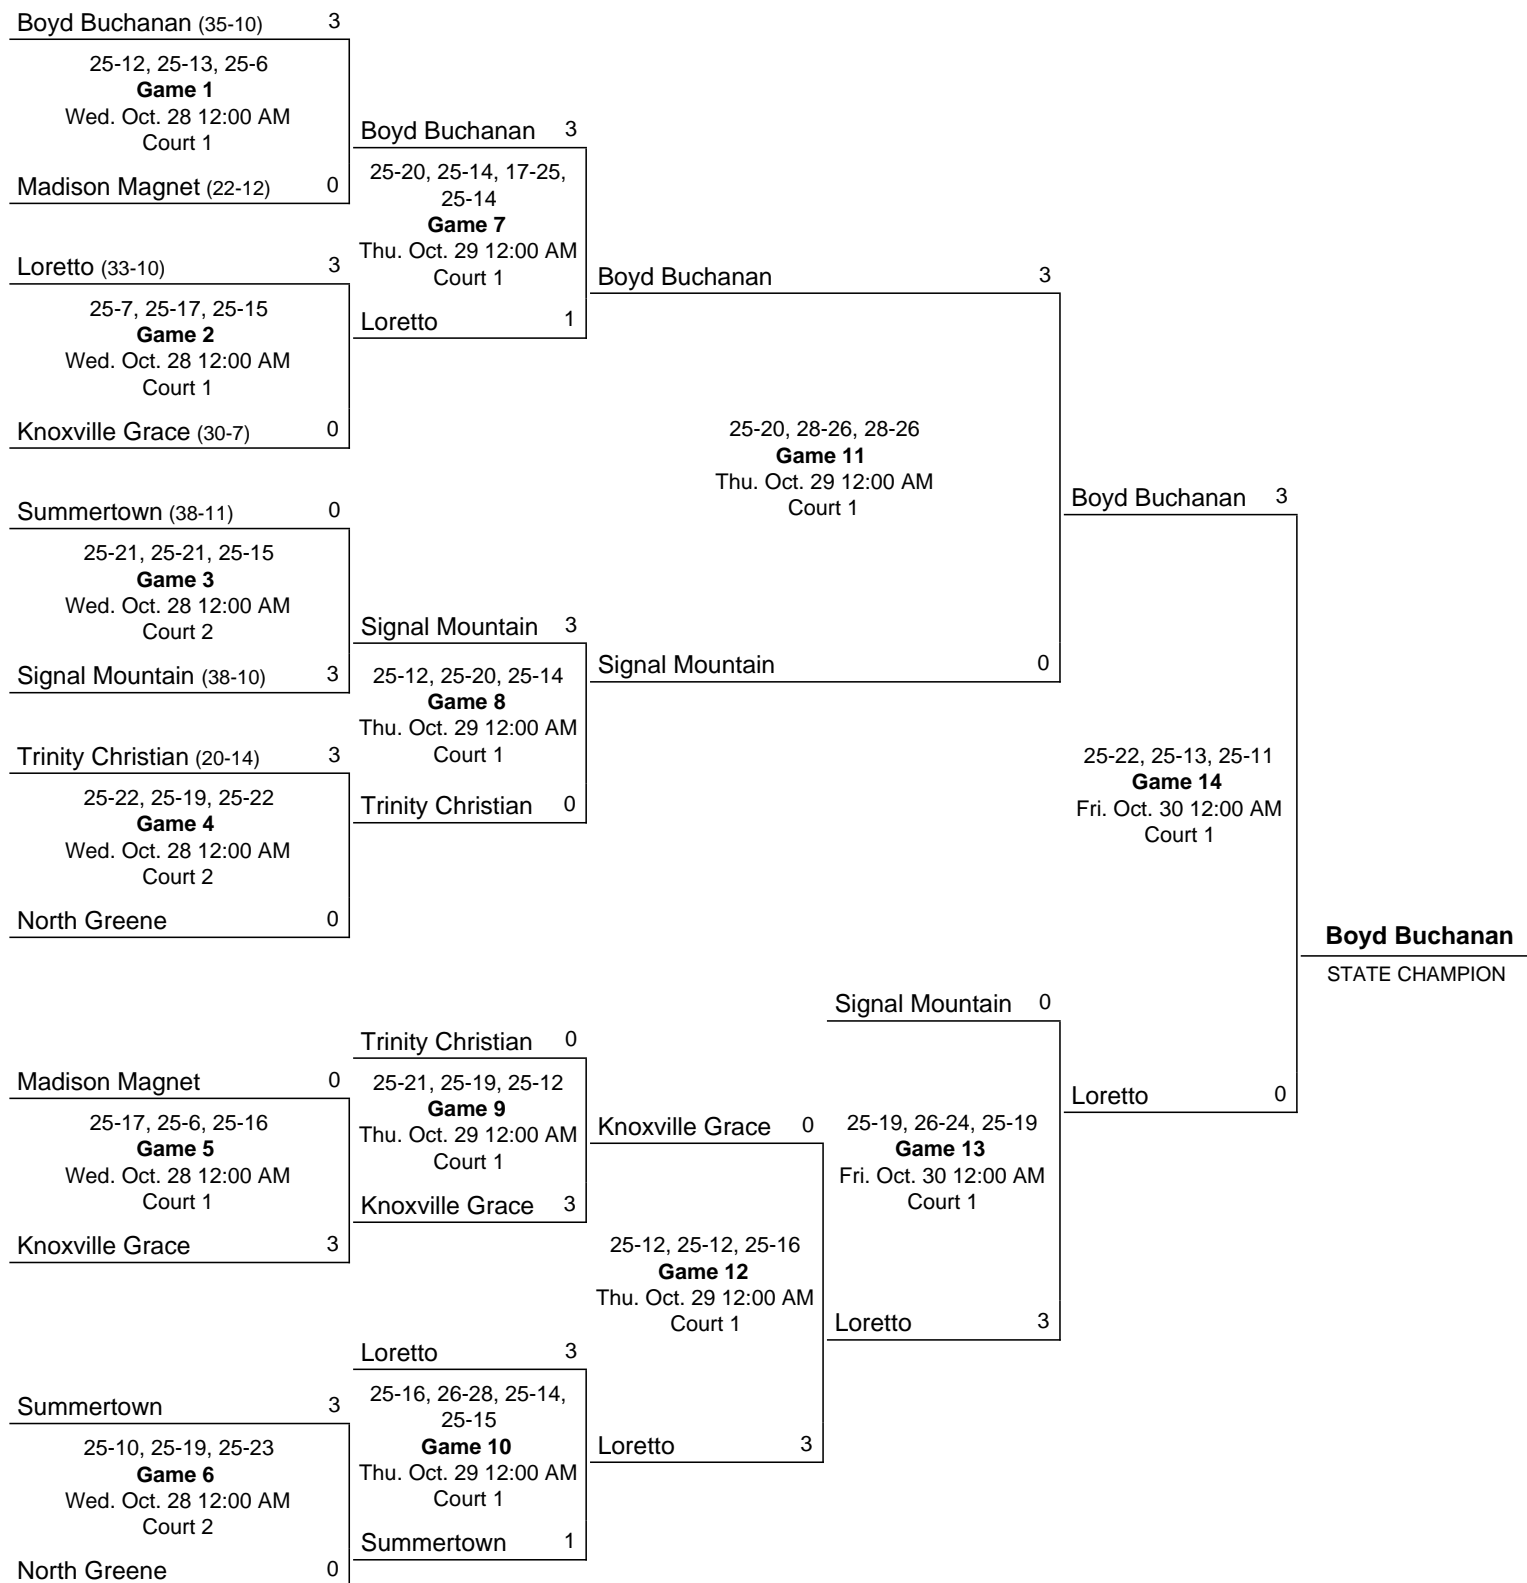 Boyd Buchanan (35-10) 3
25-12, 25-13, 25-6
Game 1
Wed. Oct. 28 12:00 AM
Court 1
Madison Magnet (22-12) 0
Loretto (33-10) 3
25-7, 25-17, 25-15
Game 2
Wed. Oct. 28 12:00 AM
Court 1
Knoxville Grace (30-7) 0
Summertown (38-11) 0
25-21, 25-21, 25-15
Game 3
Wed. Oct. 28 12:00 AM
Court 2
Signal Mountain (38-10) 3
Trinity Christian (20-14) 3
25-22, 25-19, 25-22
Game 4
Wed. Oct. 28 12:00 AM
Court 2
North Greene 0
Madison Magnet 0
25-17, 25-6, 25-16
Game 5
Wed. Oct. 28 12:00 AM
Court 1
Knoxville Grace 3
Summertown 3
25-10, 25-19, 25-23
Game 6
Wed. Oct. 28 12:00 AM
Court 2
North Greene 0
Boyd Buchanan 3
25-20, 25-14, 17-25,
25-14
Game 7
Thu. Oct. 29 12:00 AM
Court 1
Loretto 1
Signal Mountain 3
25-12, 25-20, 25-14
Game 8
Thu. Oct. 29 12:00 AM
Court 1
Trinity Christian 0
Trinity Christian 0
25-21, 25-19, 25-12
Game 9
Thu. Oct. 29 12:00 AM
Court 1
Knoxville Grace 3
Loretto 3
25-16, 26-28, 25-14,
25-15
Game 10
Thu. Oct. 29 12:00 AM
Court 1
Summertown 1
Boyd Buchanan 3
25-20, 28-26, 28-26
Game 11
Thu. Oct. 29 12:00 AM
Court 1
Signal Mountain 0
Knoxville Grace 0
25-12, 25-12, 25-16
Game 12
Thu. Oct. 29 12:00 AM
Court 1
Loretto 3
Signal Mountain 0
25-19, 26-24, 25-19
Game 13
Fri. Oct. 30 12:00 AM
Court 1
Loretto 3
Boyd Buchanan 3
25-22, 25-13, 25-11
Game 14
Fri. Oct. 30 12:00 AM
Court 1
Loretto 0
Boyd Buchanan
STATE CHAMPION